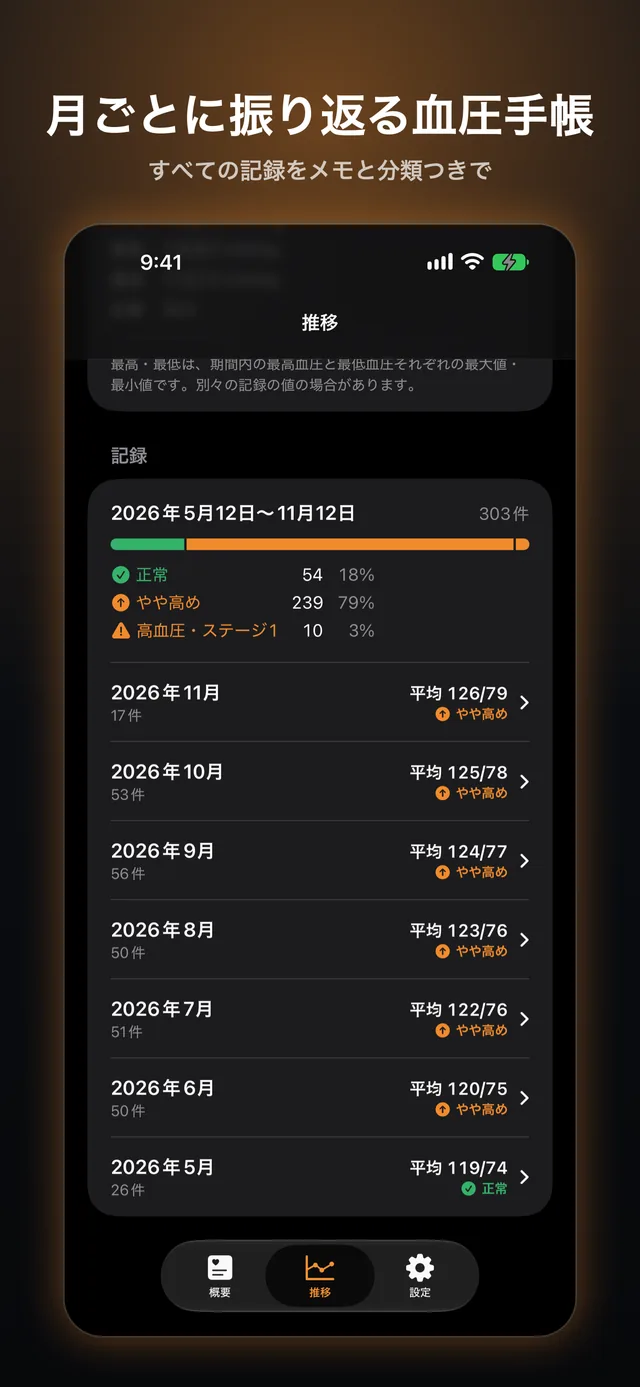 月ごとに振り返る血圧手帳
すべての記録をメモと分類つきで
9:41
推移
最高・最低は、期間内の最高血圧と最低血圧それぞれの最大値・
最小値です。別々の記録の値の場合があります。
記録
2026年5月12日〜11月12日 303件
正常 54 18%
やや高め 239 79%
高血圧・ステージ1 10 3%
2026年11月 平均 126/79
17件 やや高め
2026年10月 平均 125/78
53件 やや高め
2026年9月 平均 124/77
56件 やや高め
2026年8月 平均 123/76
50件 やや高め
2026年7月 平均 122/76
51件 やや高め
2026年6月 平均 120/75
50件 やや高め
2026年5月 平均 119/74
26件 正常
概要 推移 設定